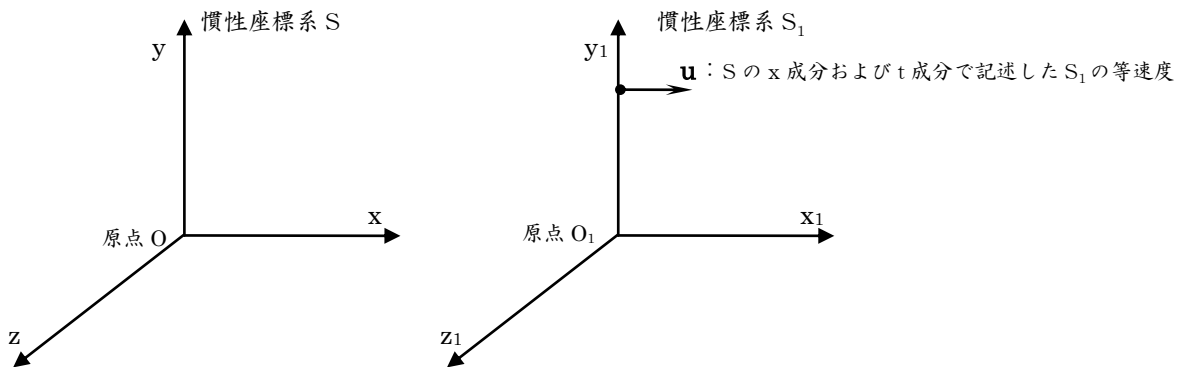 慣性座標系 S
慣性座標系 S₁
y
y₁
u：S の x 成分および t 成分で記述した S₁ の等速度
x
x₁
原点 O
原点 O₁
z
z₁